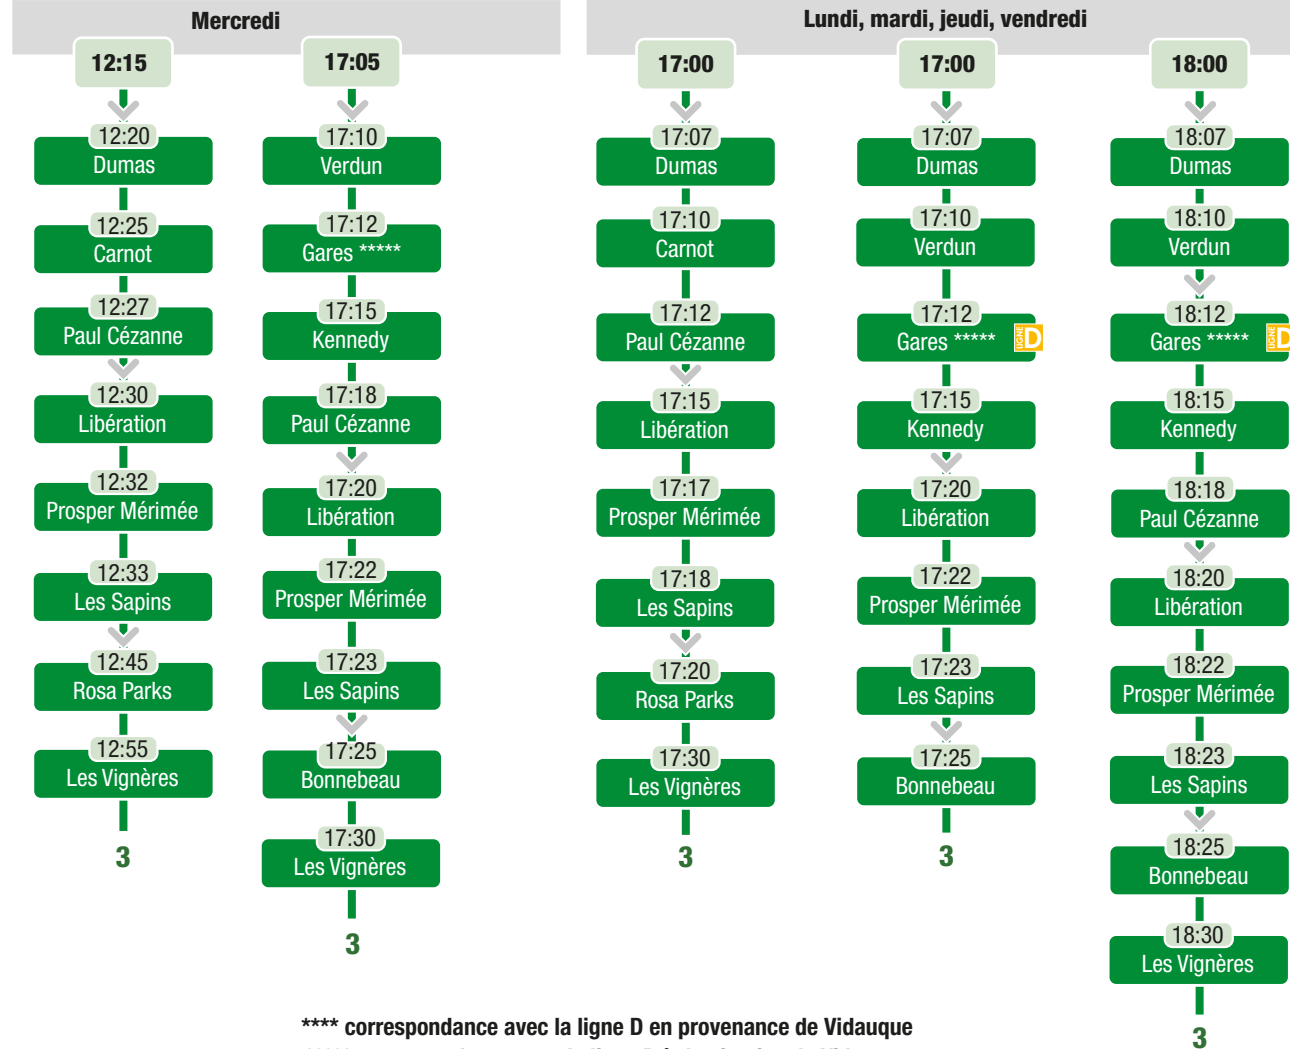 Mercredi
12:15
12:20
Dumas
12:25
Carnot
12:27
Paul Cézanne
12:30
Libération
12:32
Prosper Mérimée
12:33
Les Sapins
12:45
Rosa Parks
12:55
Les Vignères
3
17:05
17:10
Verdun
17:12
Gares *****
17:15
Kennedy
17:18
Paul Cézanne
17:20
Libération
17:22
Prosper Mérimée
17:23
Les Sapins
17:25
Bonnebeau
17:30
Les Vignères
3
Lundi, mardi, jeudi, vendredi
17:00
17:07
Dumas
17:10
Carnot
17:12
Paul Cézanne
17:15
Libération
17:17
Prosper Mérimée
17:18
Les Sapins
17:20
Rosa Parks
17:30
Les Vignères
3
17:00
17:07
Dumas
17:10
Verdun
17:12
Gares *****
LIGNE D
17:15
Kennedy
17:20
Libération
17:22
Prosper Mérimée
17:23
Les Sapins
17:25
Bonnebeau
3
18:00
18:07
Dumas
18:10
Verdun
18:12
Gares *****
LIGNE D
18:15
Kennedy
18:18
Paul Cézanne
18:20
Libération
18:22
Prosper Mérimée
18:23
Les Sapins
18:25
Bonnebeau
18:30
Les Vignères
3
**** correspondance avec la ligne D en provenance de Vidauque